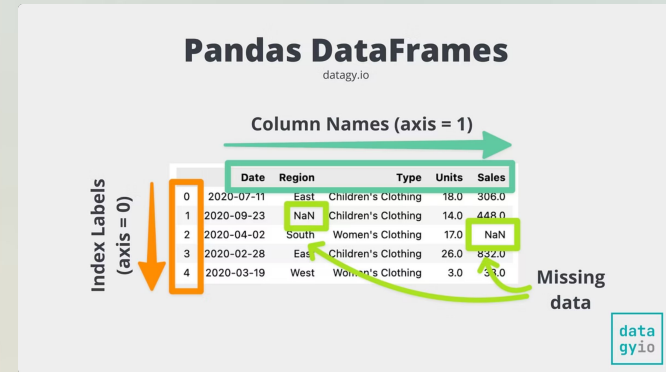 Pandas DataFrames
datagy.io
Column Names (axis = 1)
Index Labels
(axis = 0)
Date Region Type Units Sales
0 2020-07-11 East Children's Clothing 18.0 306.0
1 2020-09-23 NaN Children's Clothing 14.0 448.0
2 2020-04-02 South Women's Clothing 17.0 NaN
3 2020-02-28 East Children's Clothing 26.0 832.0
4 2020-03-19 West Women's Clothing 3.0
Missing
data
data
gyio